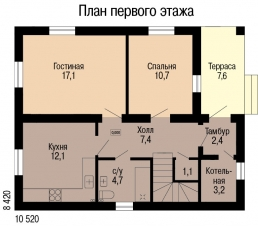 План первого этажа
Гостиная
17,1
Спальня
10,7
Терраса
7,6
Кухня
12,1
Холл
7,4
Тамбур
2,4
с/у
4,7
1,1
Котель-
ная
3,2
8 420
10 520